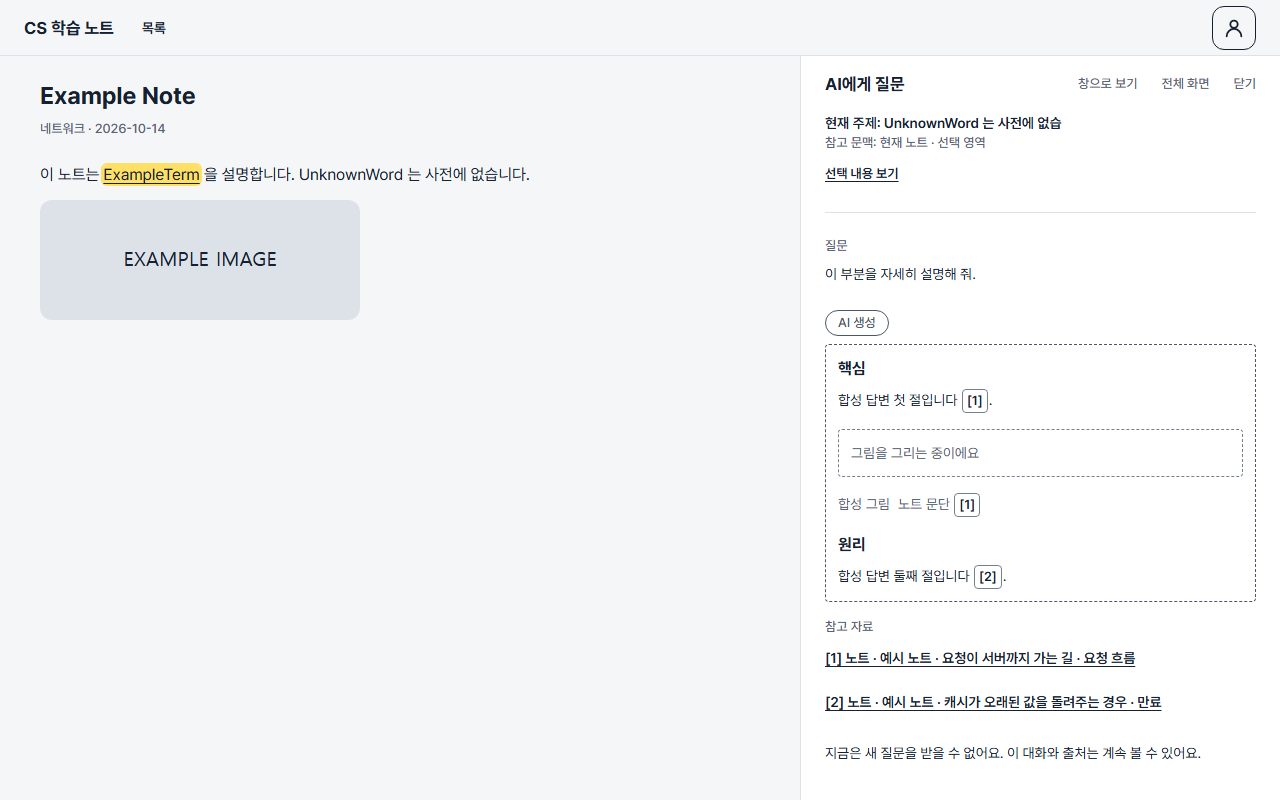 CS 학습 노트
목록
Example Note
네트워크 · 2026-10-14
이 노트는 ExampleTerm 을 설명합니다. UnknownWord 는 사전에 없습니다.
EXAMPLE IMAGE
AI에게 질문
창으로 보기
전체 화면
닫기
현재 주제: UnknownWord 는 사전에 없습
참고 문맥: 현재 노트 · 선택 영역
선택 내용 보기
질문
이 부분을 자세히 설명해 줘.
AI 생성
핵심
합성 답변 첫 절입니다 [1].
그림을 그리는 중이에요
합성 그림 노트 문단 [1]
원리
합성 답변 둘째 절입니다 [2].
참고 자료
[1] 노트 · 예시 노트 · 요청이 서버까지 가는 길 · 요청 흐름
[2] 노트 · 예시 노트 · 캐시가 오래된 값을 돌려주는 경우 · 만료
지금은 새 질문을 받을 수 없어요. 이 대화와 출처는 계속 볼 수 있어요.